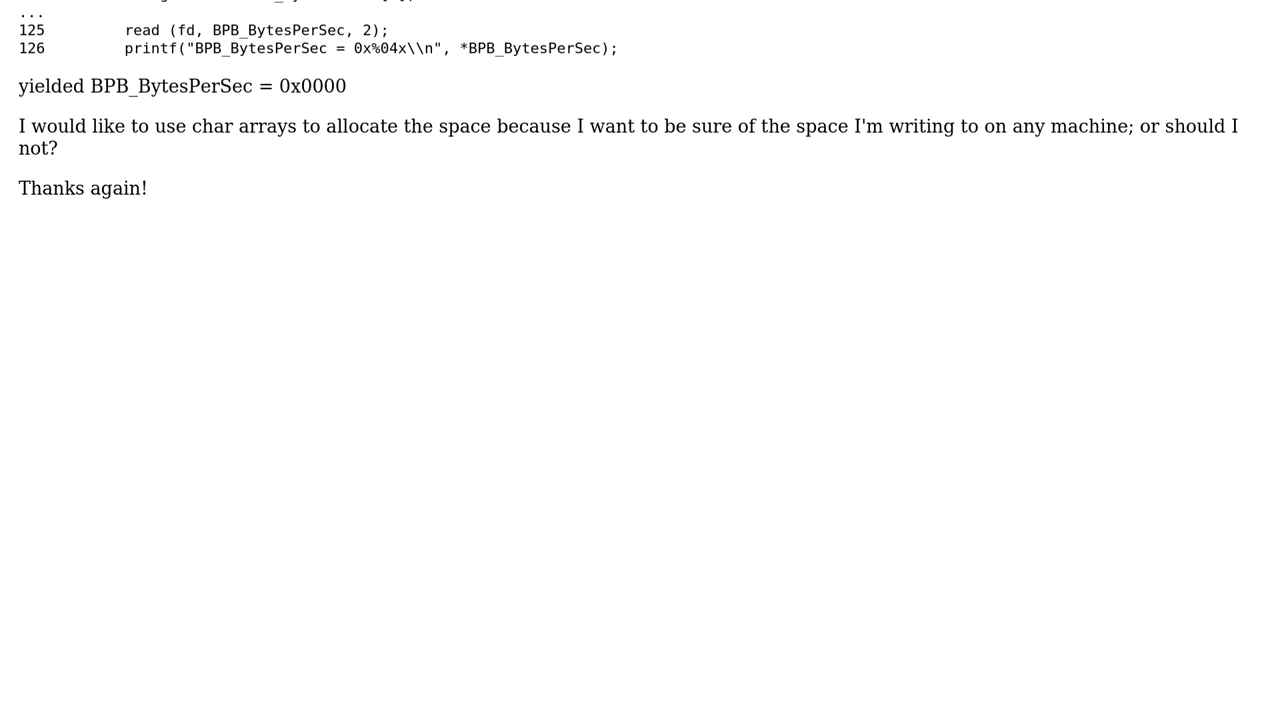 ...
125         read (fd, BPB_BytesPerSec, 2);
126         printf("BPB_BytesPerSec = 0x%04x\\n", *BPB_BytesPerSec);
yielded BPB_BytesPerSec = 0x0000
I would like to use char arrays to allocate the space because I want to be sure of the space I'm writing to on any machine; or should I
not?
Thanks again!